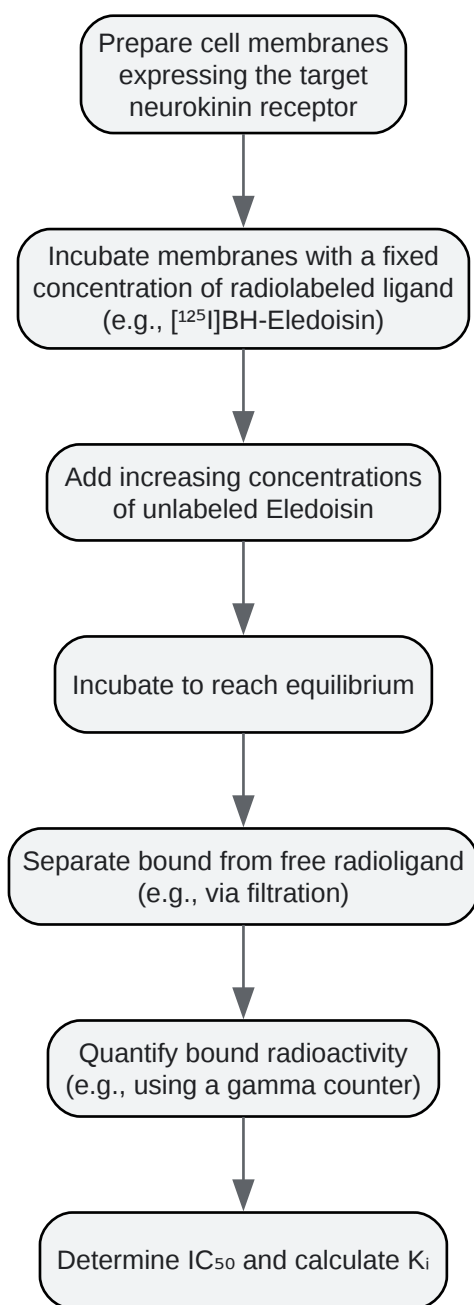 Prepare cell membranes
expressing the target
neurokinin receptor
Incubate membranes with a fixed
concentration of radiolabeled ligand
(e.g., [¹²⁵I]BH-Eledoisin)
Add increasing concentrations
of unlabeled Eledoisin
Incubate to reach equilibrium
Separate bound from free radioligand
(e.g., via filtration)
Quantify bound radioactivity
(e.g., using a gamma counter)
Determine IC₅₀ and calculate Kᵢ